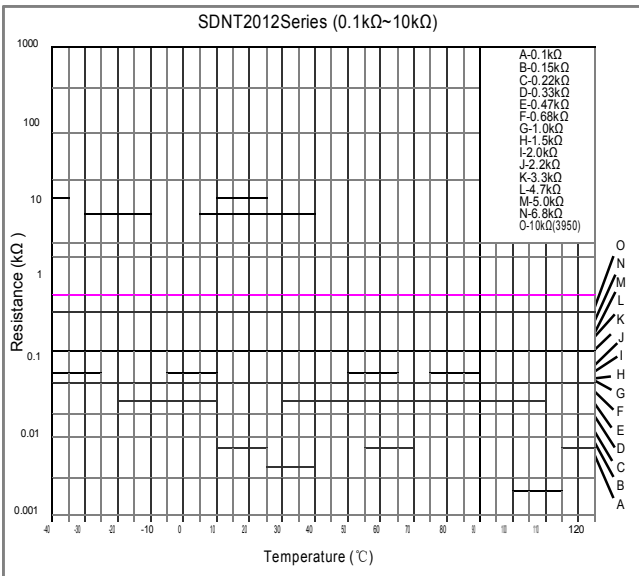 SDNT2012Series (0.1kΩ~10kΩ)
1000
100
10
1
0.1
0.01
0.001
Resistance (kΩ )
A-0.1kΩ
B-0.15kΩ
C-0.22kΩ
D-0.33kΩ
E-0.47kΩ
F-0.68kΩ
G-1.0kΩ
H-1.5kΩ
I-2.0kΩ
J-2.2kΩ
K-3.3kΩ
L-4.7kΩ
M-5.0kΩ
N-6.8kΩ
O-10kΩ(3950)
O
N
M
L
K
J
I
H
G
F
E
D
C
B
A
-40 -30 -20 -10 0 10 20 30 40 50 60 70 80 90 100 110 120
Temperature (℃)